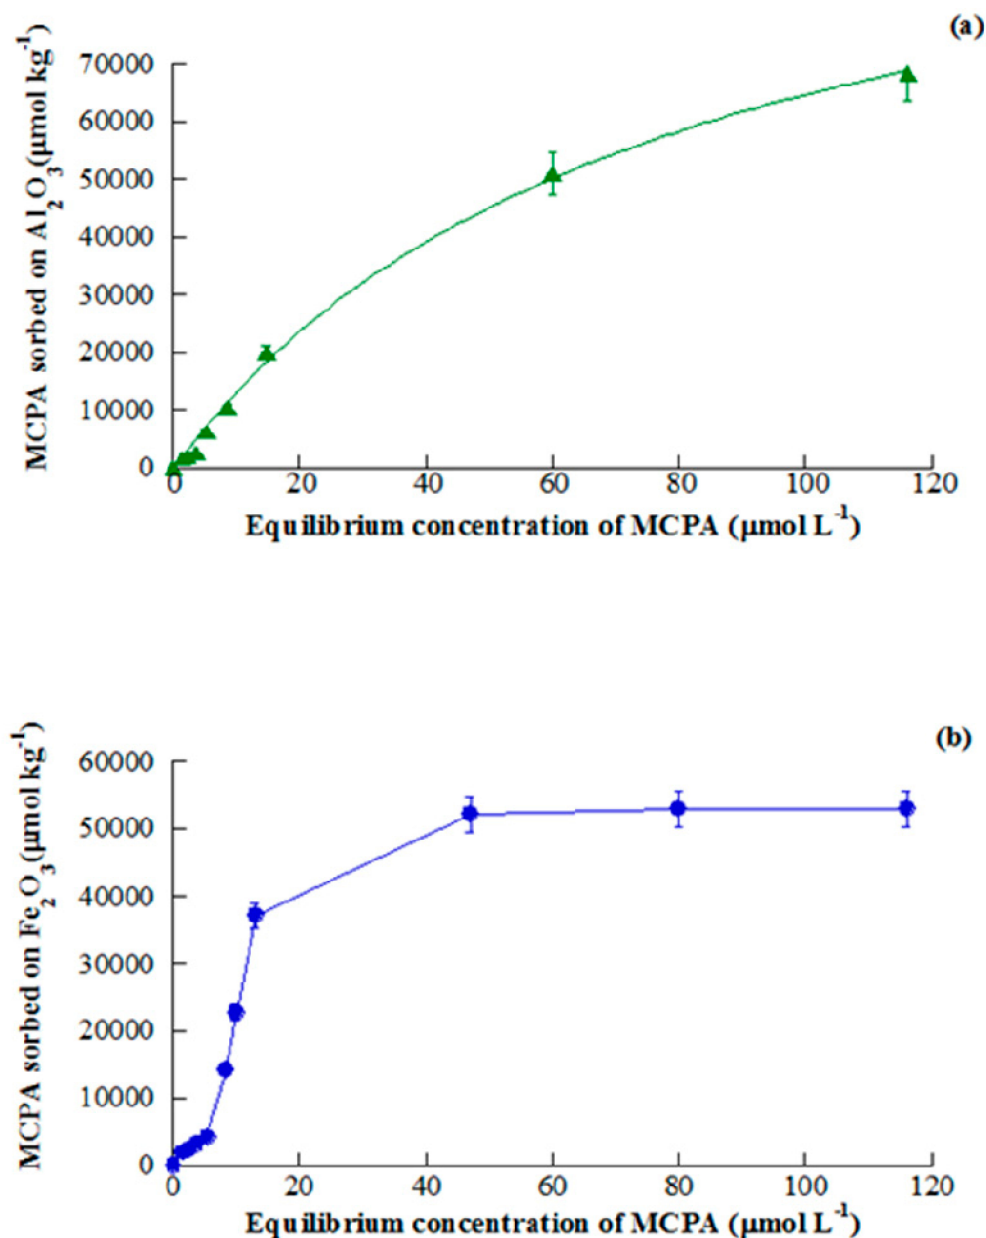 (a)
MCPA sorbed on Al₂O₃(µmol kg⁻¹)
70000
60000
50000
40000
30000
20000
10000
0
0 20 40 60 80 100 120
Equilibrium concentration of MCPA (µmol L⁻¹)
(b)
MCPA sorbed on Fe₂O₃(µmol kg⁻¹)
60000
50000
40000
30000
20000
10000
0
0 20 40 60 80 100 120
Equilibrium concentration of MCPA (µmol L⁻¹)